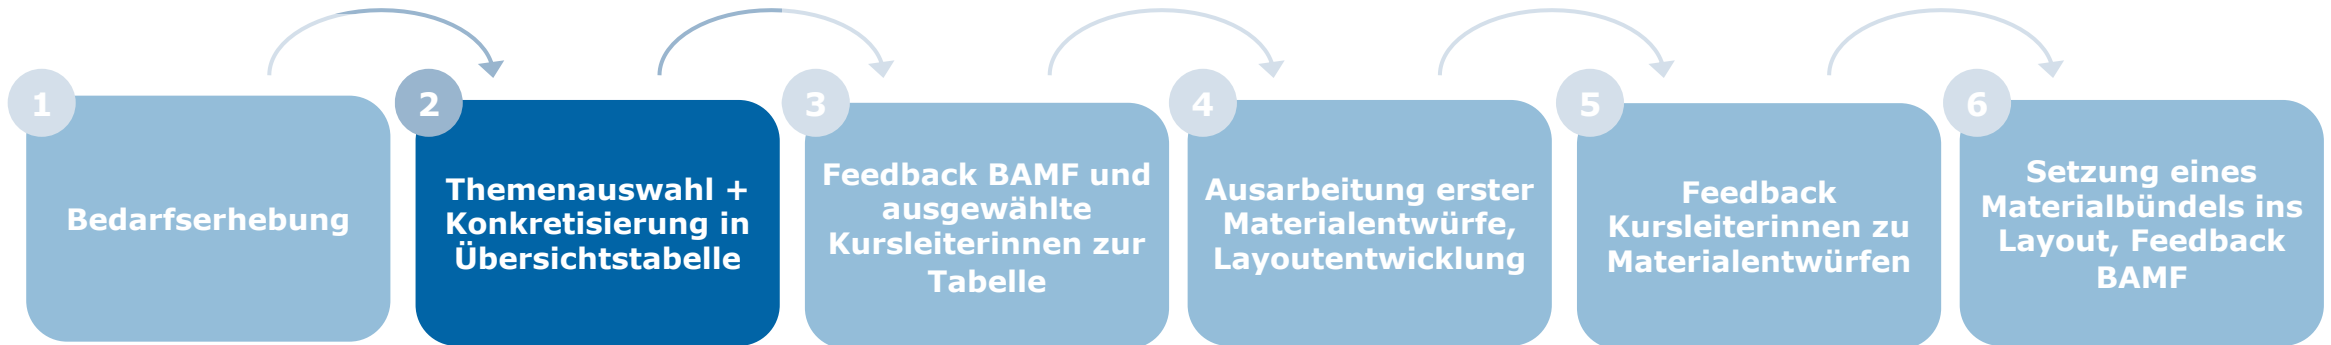 1
Bedarfserhebung
2
Themenauswahl +
Konkretisierung in
Übersichtstabelle
3
Feedback BAMF und
ausgewählte
Kursleiterinnen zur
Tabelle
4
Ausarbeitung erster
Materialentwürfe,
Layoutentwicklung
5
Feedback
Kursleiterinnen zu
Materialentwürfen
6
Setzung eines
Materialbündels ins
Layout, Feedback
BAMF